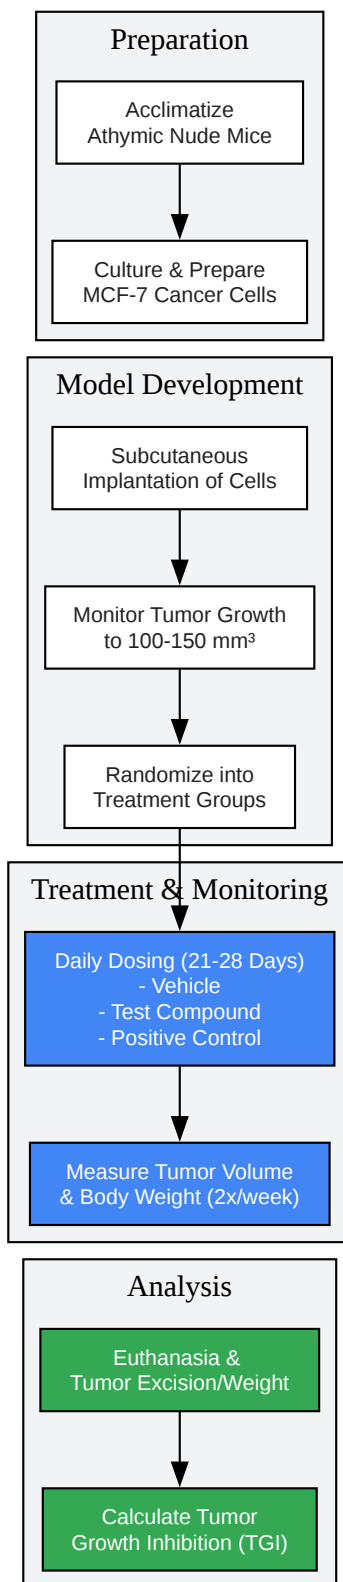 Preparation
Acclimatize
Athymic Nude Mice
Culture & Prepare
MCF-7 Cancer Cells
Model Development
Subcutaneous
Implantation of Cells
Monitor Tumor Growth
to 100-150 mm³
Randomize into
Treatment Groups
Treatment & Monitoring
Daily Dosing (21-28 Days)
- Vehicle
- Test Compound
- Positive Control
Measure Tumor Volume
& Body Weight (2x/week)
Analysis
Euthanasia &
Tumor Excision/Weight
Calculate Tumor
Growth Inhibition (TGI)